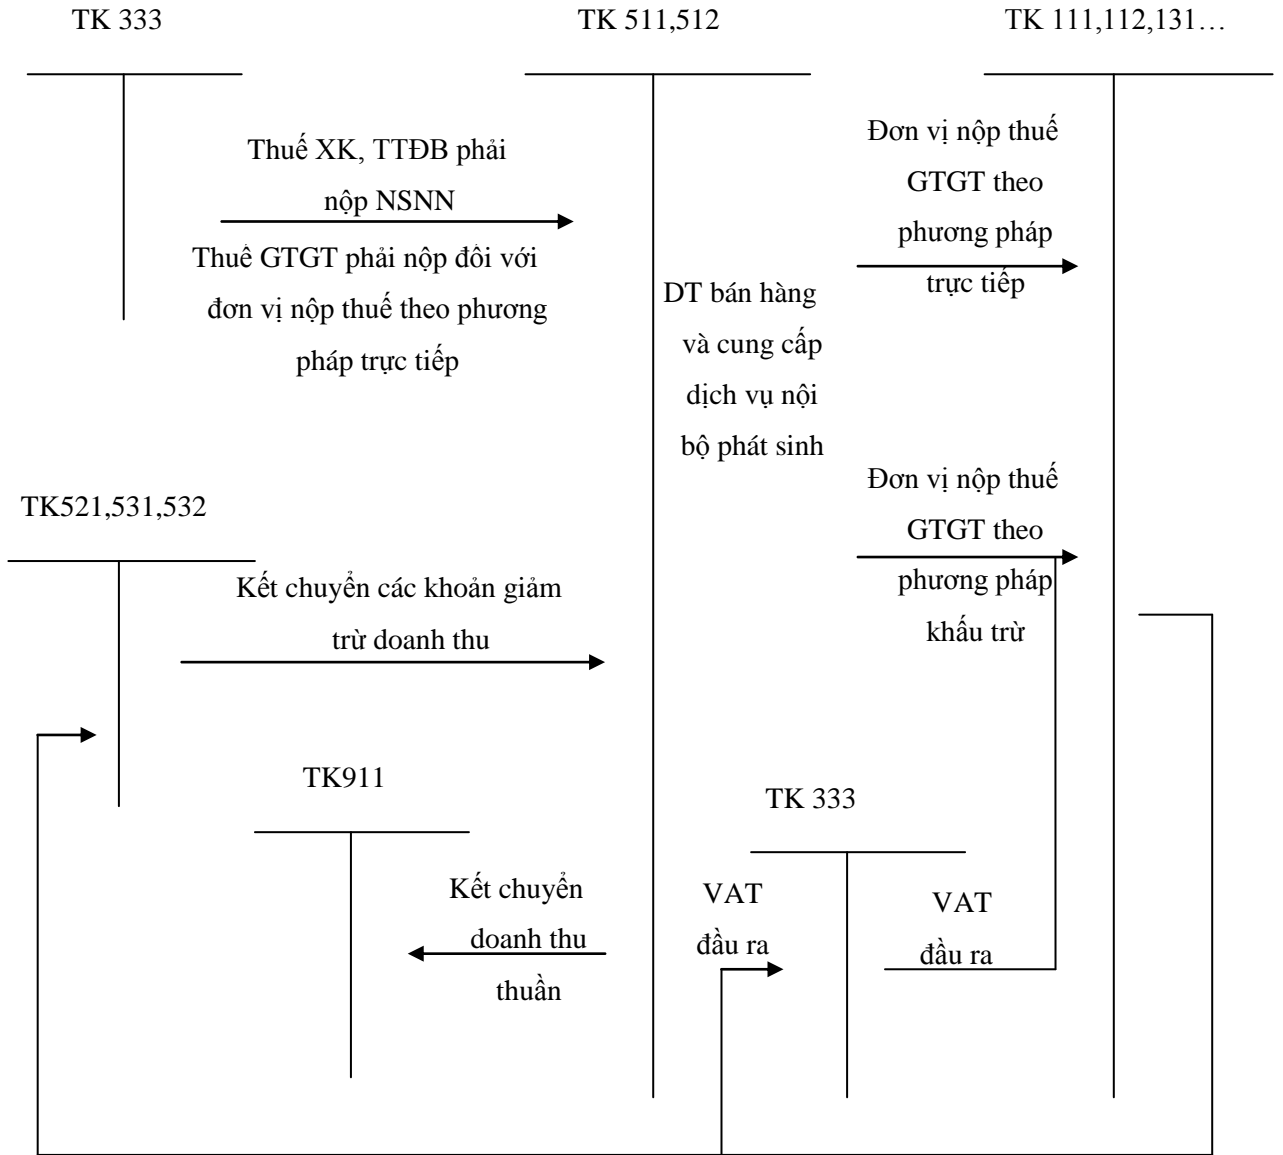 TK 333
TK 511,512
TK 111,112,131…
Thuế XK, TTĐB phải
nộp NSNN
Thuê GTGT phải nộp đôi với
đơn vị nộp thuế theo phương
pháp trực tiếp
Đơn vị nộp thuế
GTGT theo
phương pháp
trực tiếp
DT bán hàng
và cung cấp
dịch vụ nội
bộ phát sinh
Đơn vị nộp thuế
GTGT theo
phương pháp
khấu trừ
TK521,531,532
Kết chuyển các khoản giảm
trừ doanh thu
TK911
TK 333
Kết chuyển
doanh thu
thuần
VAT
đầu ra
VAT
đầu ra